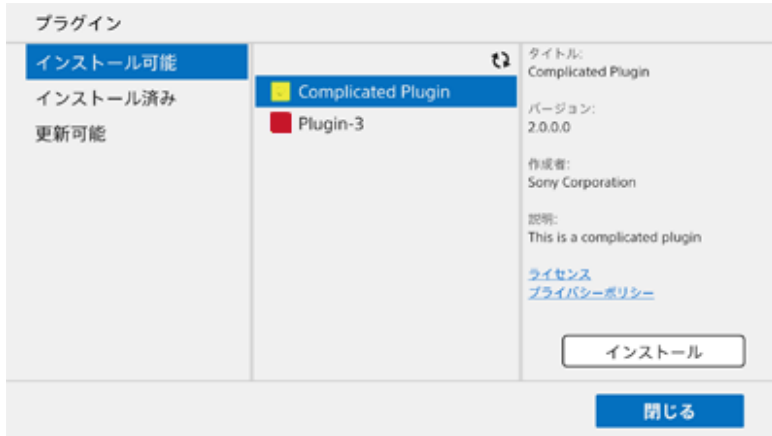 プラグイン
インストール可能
インストール済み
更新可能
Complicated Plugin
Plugin-3
タイトル:
Complicated Plugin
バージョン:
2.0.0.0
作成者:
Sony Corporation
説明:
This is a complicated plugin
ライセンス
プライバシーポリシー
インストール
閉じる